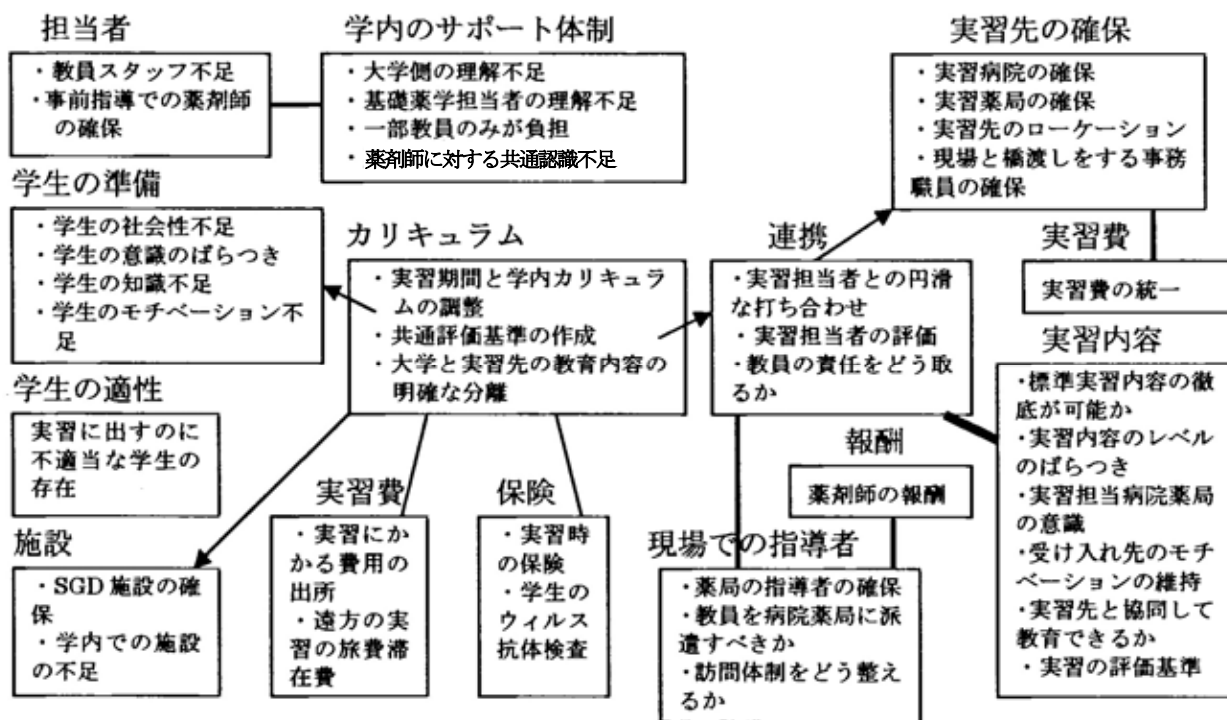 担当者
・教員スタッフ不足
・事前指導での薬剤師
の確保
学内のサポート体制
・大学側の理解不足
・基礎薬学担当者の理解不足
・一部教員のみが負担
・薬剤師に対する共通認識不足
実習先の確保
・実習病院の確保
・実習薬局の確保
・実習先のローケーション
・現場と橋渡しをする事務
職員の確保
学生の準備
・学生の社会性不足
・学生の意識のばらつき
・学生の知識不足
・学生のモチベーション不
足
カリキュラム
・実習期間と学内カリキュラ
ムの調整
・共通評価基準の作成
・大学と実習先の教育内容の
明確な分離
連携
・実習担当者との円滑
な打ち合わせ
・実習担当者の評価
・教員の責任をどう取
るか
実習費
実習費の統一
実習内容
・標準実習内容の徹
底が可能か
・実習内容のレベル
のばらつき
・実習担当病院薬局
の意識
・受け入れ先のモチ
ベーションの維持
・実習先と協同して
教育できるか
・実習の評価基準
学生の適性
実習に出すのに
不適当な学生の
存在
施設
・SGD 施設の確
保
・学内での施設
の不足
実習費
・実習にか
かる費用の
出所
・遠方の実
習の旅費滞
在費
保険
・実習時
の保険
・学生の
ウィルス
抗体検査
報酬
薬剤師の報酬
現場での指導者
・薬局の指導者の確保
・教員を病院薬局に派
遣すべきか
・訪問体制をどう整え
るか